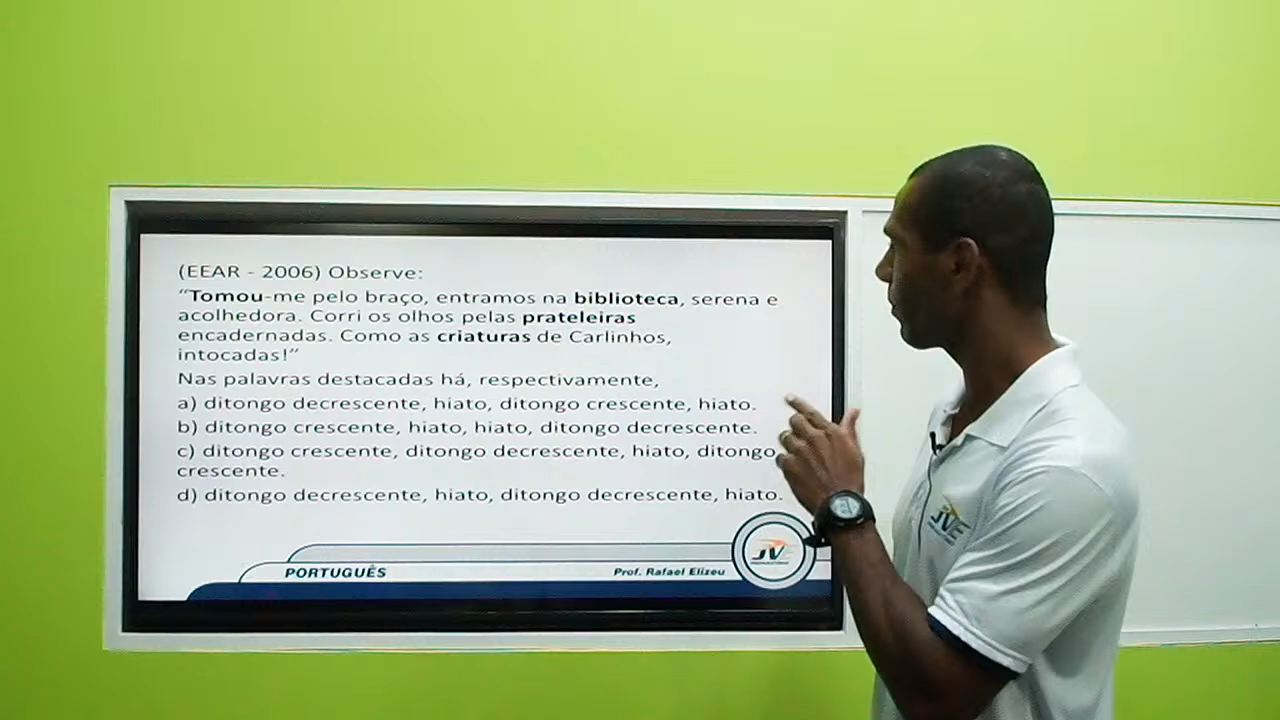 (EEAR - 2006) Observe:
“Tomou-me pelo braço, entramos na biblioteca, serena e
acolhedora. Corri os olhos pelas prateleiras
encadernadas. Como as criaturas de Carlinhos,
intocadas!”
Nas palavras destacadas há, respectivamente,
a) ditongo decrescente, hiato, ditongo crescente, hiato.
b) ditongo crescente, hiato, hiato, ditongo decrescente.
c) ditongo crescente, ditongo decrescente, hiato, ditongo
crescente.
d) ditongo decrescente, hiato, ditongo decrescente, hiato.
JVE
PORTUGUÊS
Prof. Rafael Elizeu
JVE